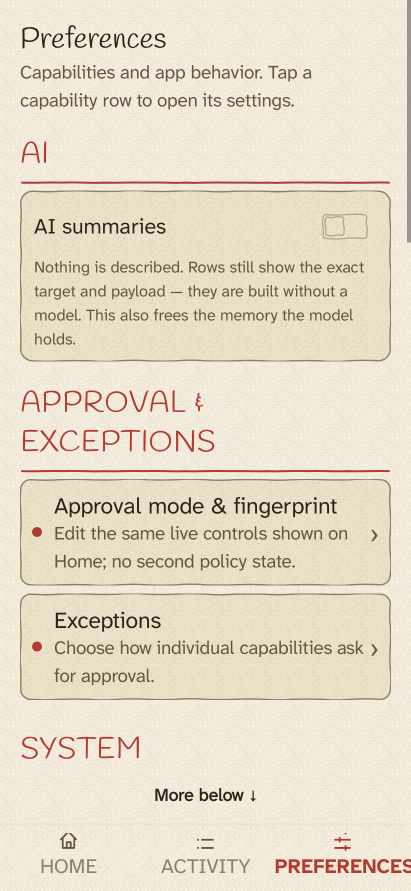 Preferences
Capabilities and app behavior. Tap a
capability row to open its settings.
AI
AI summaries
Nothing is described. Rows still show the exact
target and payload — they are built without a
model. This also frees the memory the model
holds.
APPROVAL &
EXCEPTIONS
Approval mode & fingerprint
Edit the same live controls shown on
Home; no second policy state.
Exceptions
Choose how individual capabilities ask
for approval.
SYSTEM
More below ↓
HOME
ACTIVITY
PREFERENCES